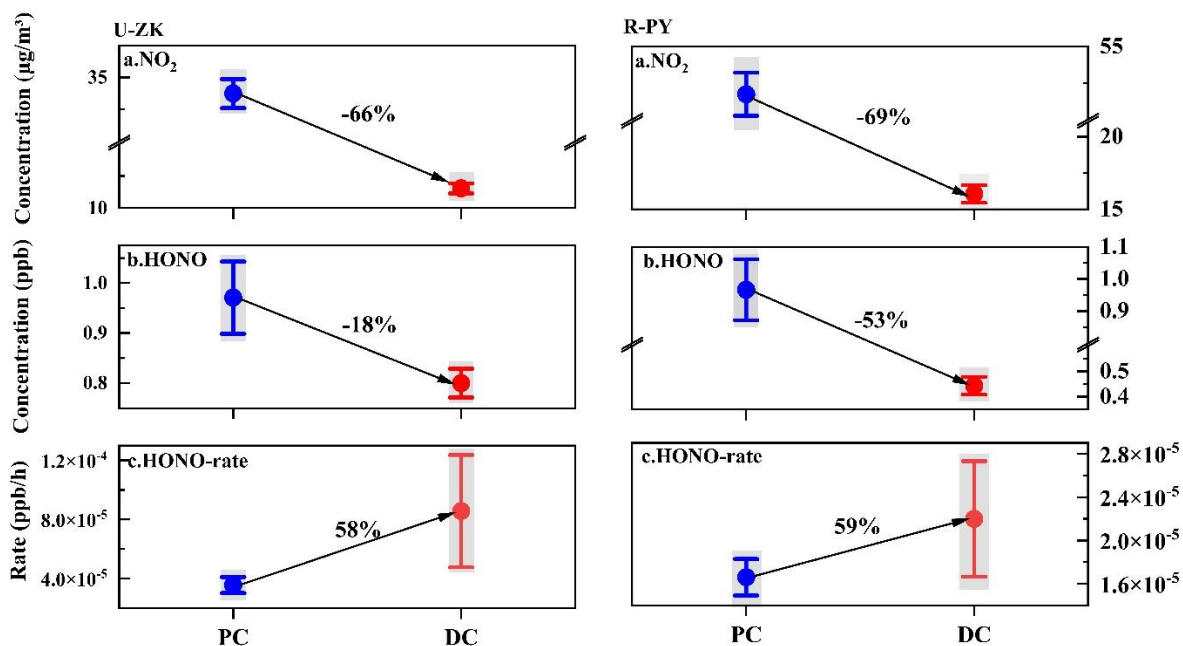 U-ZK
R-PY
Concentration (μg/m³)
a.NO₂
35
-66%
10
a.NO₂
55
-69%
20
15
PC
DC
PC
DC
Concentration (ppb)
b.HONO
1.0
0.9
0.8
-18%
b.HONO
1.1
1.0
0.9
-53%
0.5
0.4
Rate (ppb/h)
c.HONO-rate
1.2×10⁻⁴
8.0×10⁻⁵
4.0×10⁻⁵
58%
c.HONO-rate
2.8×10⁻⁵
2.4×10⁻⁵
2.0×10⁻⁵
1.6×10⁻⁵
59%
PC
DC
PC
DC